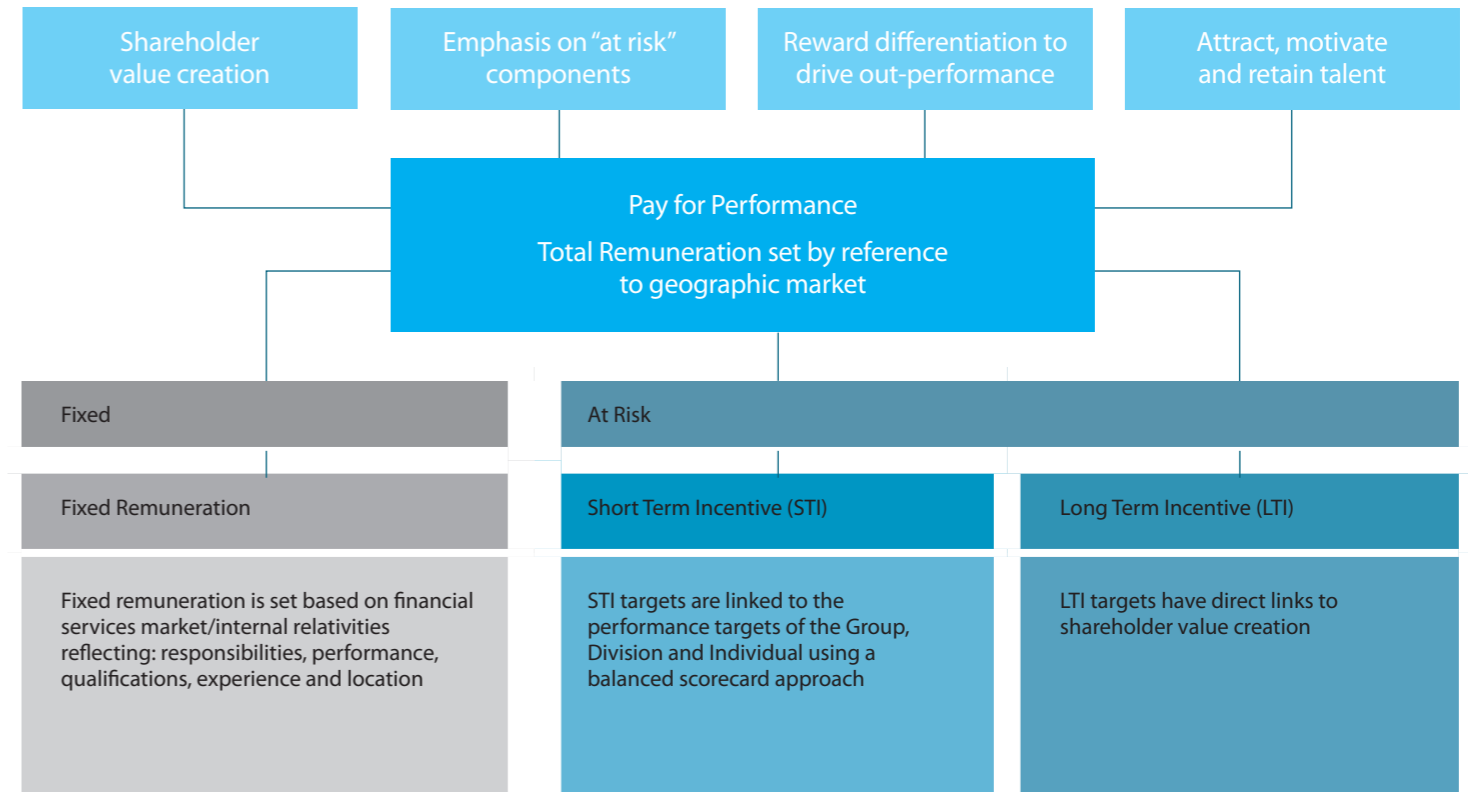 Shareholder
value creation
Emphasis on “at risk”
components
Reward differentiation to
drive out-performance
Attract, motivate
and retain talent
Pay for Performance
Total Remuneration set by reference
to geographic market
Fixed
At Risk
Fixed Remuneration
Short Term Incentive (STI)
Long Term Incentive (LTI)
Fixed remuneration is set based on financial
services market/internal relativities
reflecting: responsibilities, performance,
qualifications, experience and location
STI targets are linked to the
performance targets of the Group,
Division and Individual using a
balanced scorecard approach
LTI targets have direct links to
shareholder value creation